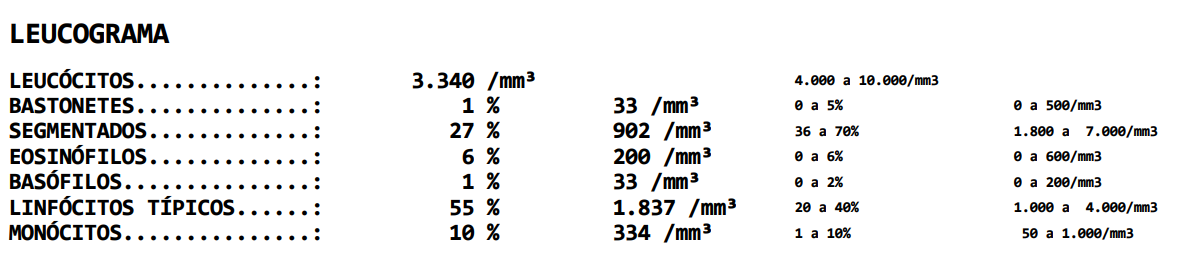 LEUCOGRAMA
LEUCÓCITOS..............: 3.340 /mm³ 4.000 a 10.000/mm3
BASTONETES..............: 1 % 33 /mm³ 0 a 5% 0 a 500/mm3
SEGMENTADOS.............: 27 % 902 /mm³ 36 a 70% 1.800 a 7.000/mm3
EOSINÓFILOS.............: 6 % 200 /mm³ 0 a 6% 0 a 600/mm3
BASÓFILOS...............: 1 % 33 /mm³ 0 a 2% 0 a 200/mm3
LINFÓCITOS TÍPICOS......: 55 % 1.837 /mm³ 20 a 40% 1.000 a 4.000/mm3
MONÓCITOS...............: 10 % 334 /mm³ 1 a 10% 50 a 1.000/mm3